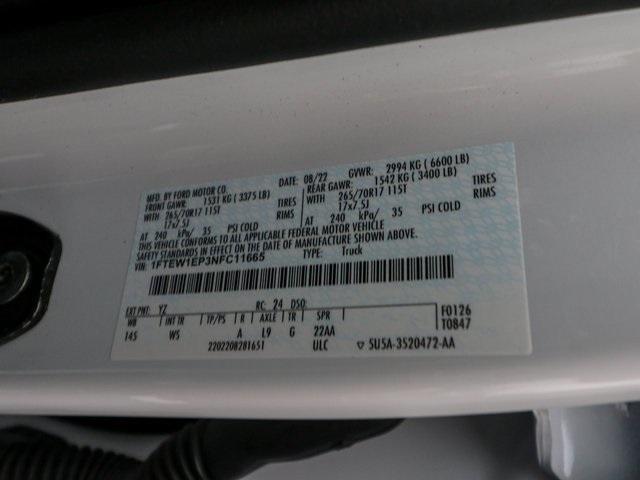 MFD. BY FORD MOTOR CO. DATE: 08/22 GVWR: 2994 KG ( 6600 LB)
FRONT GAWR: 1531 KG ( 3375 LB) REAR GAWR: 1542 KG ( 3400 LB)
WITH 265/70R17 115T TIRES WITH 265/70R17 115T TIRES
17x7.5J RIMS 17x7.5J RIMS
AT 240 kPa/ 35 PSI COLD AT 240 kPa/ 35 PSI COLD
THIS VEHICLE CONFORMS TO ALL APPLICABLE FEDERAL MOTOR VEHICLE
SAFETY STANDARDS IN EFFECT ON THE DATE OF MANUFACTURE SHOWN ABOVE.
1FTEW1EP3NFC11665 TYPE: Truck
EXT PNT: YZ RC: 24 DSO: F0126
WB INT TR TP/PS R AXLE TR SPR T0847
145 WS A L9 G 22AA
2202208281651 ULC ▽ 5U5A-3520472-AA